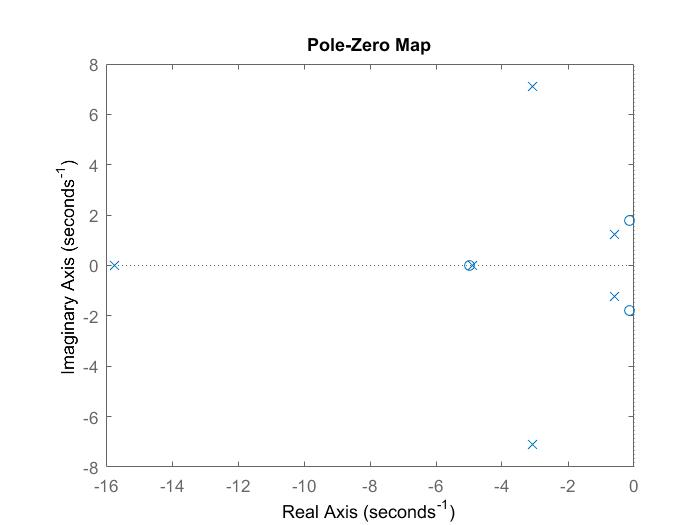 Pole-Zero Map
Imaginary Axis (seconds⁻¹)
8
6
4
2
0
-2
-4
-6
-8
-16 -14 -12 -10 -8 -6 -4 -2 0
Real Axis (seconds⁻¹)